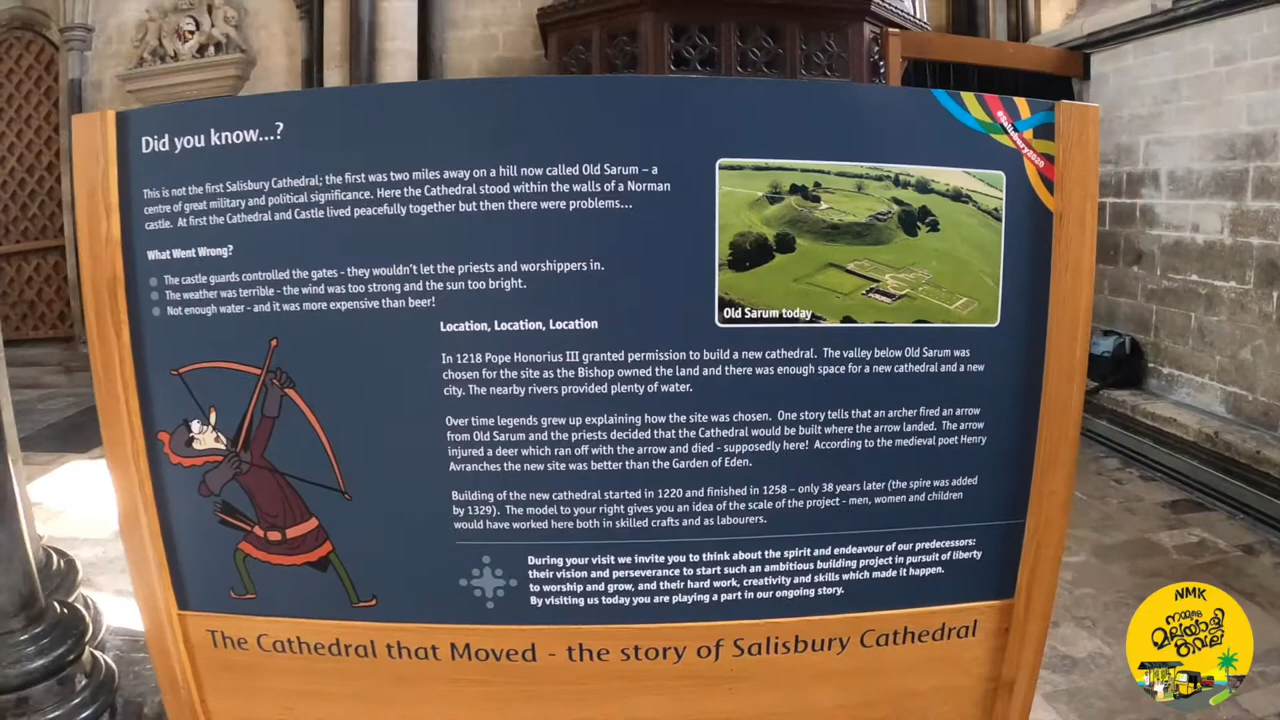 Did you know...?
#Salisbury2020
This is not the first Salisbury Cathedral; the first was two miles away on a hill now called Old Sarum – a
centre of great military and political significance. Here the Cathedral stood within the walls of a Norman
castle. At first the Cathedral and Castle lived peacefully together but then there were problems...
What Went Wrong?
The castle guards controlled the gates - they wouldn't let the priests and worshippers in.
The weather was terrible - the wind was too strong and the sun too bright.
Not enough water - and it was more expensive than beer!
Old Sarum today
Location, Location, Location
In 1218 Pope Honorius III granted permission to build a new cathedral. The valley below Old Sarum was
chosen for the site as the Bishop owned the land and there was enough space for a new cathedral and a new
city. The nearby rivers provided plenty of water.
Over time legends grew up explaining how the site was chosen. One story tells that an archer fired an arrow
from Old Sarum and the priests decided that the Cathedral would be built where the arrow landed. The arrow
injured a deer which ran off with the arrow and died - supposedly here! According to the medieval poet Henry
Avranches the new site was better than the Garden of Eden.
Building of the new cathedral started in 1220 and finished in 1258 – only 38 years later (the spire was added
by 1329). The model to your right gives you an idea of the scale of the project - men, women and children
would have worked here both in skilled crafts and as labourers.
During your visit we invite you to think about the spirit and endeavour of our predecessors:
their vision and perseverance to start such an ambitious building project in pursuit of liberty
to worship and grow, and their hard work, creativity and skills which made it happen.
By visiting us today you are playing a part in our ongoing story.
The Cathedral that Moved - the story of Salisbury Cathedral
NMK
നമ്മുടെ
മലയാളി
കവല